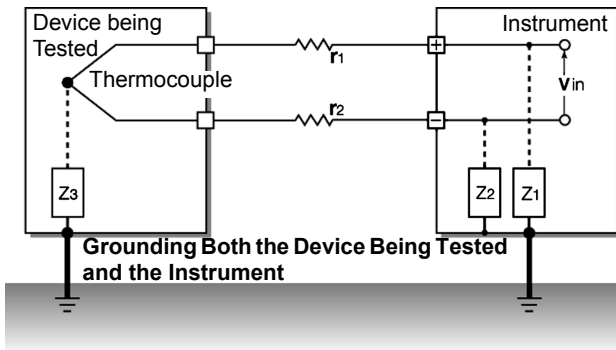 Device being
Tested
Thermocouple
Z3
r1
r2
Instrument
+
−
Vin
Z2
Z1
Grounding Both the Device Being Tested
and the Instrument